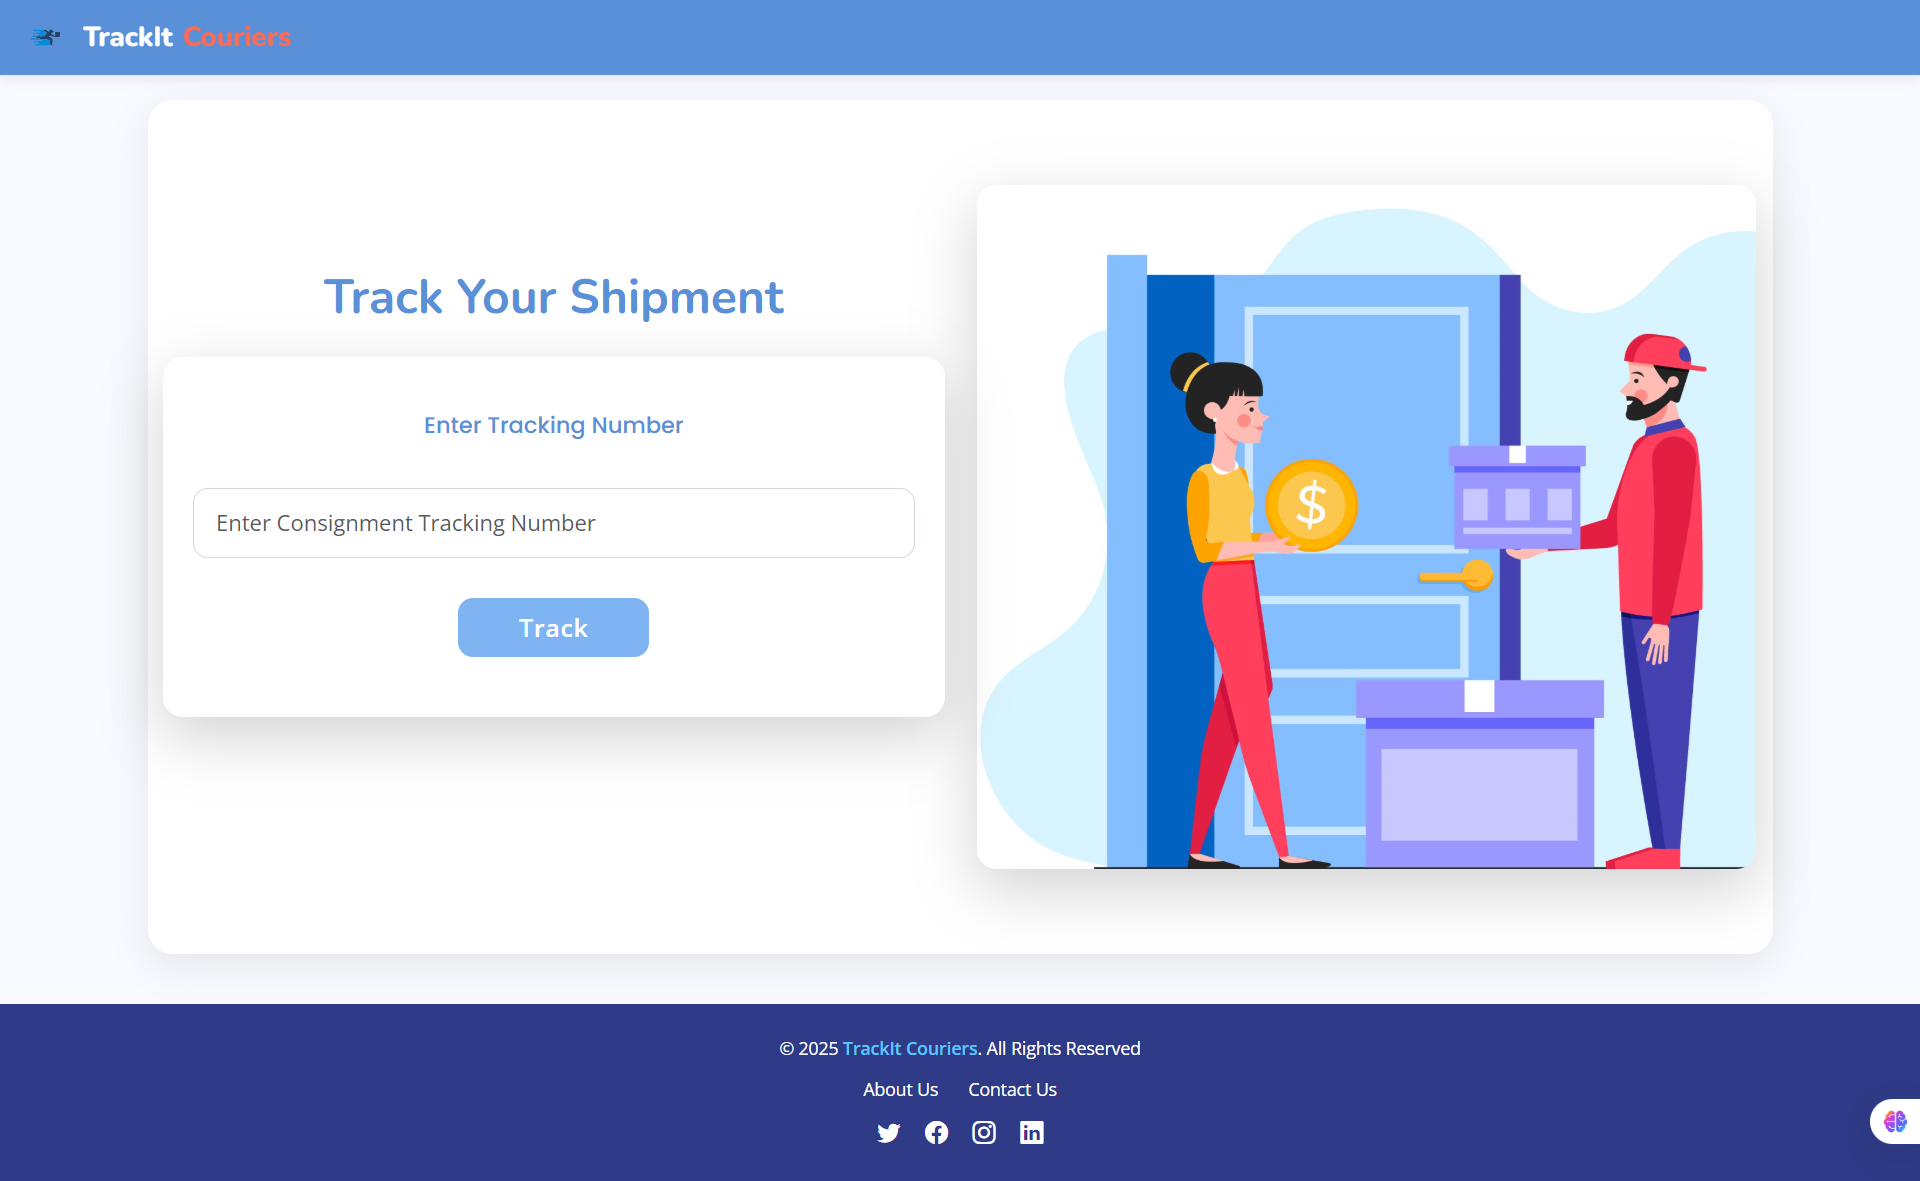 TrackIt Couriers
Track Your Shipment
Enter Tracking Number
Enter Consignment Tracking Number
Track
$
© 2025 TrackIt Couriers. All Rights Reserved
About Us Contact Us
in